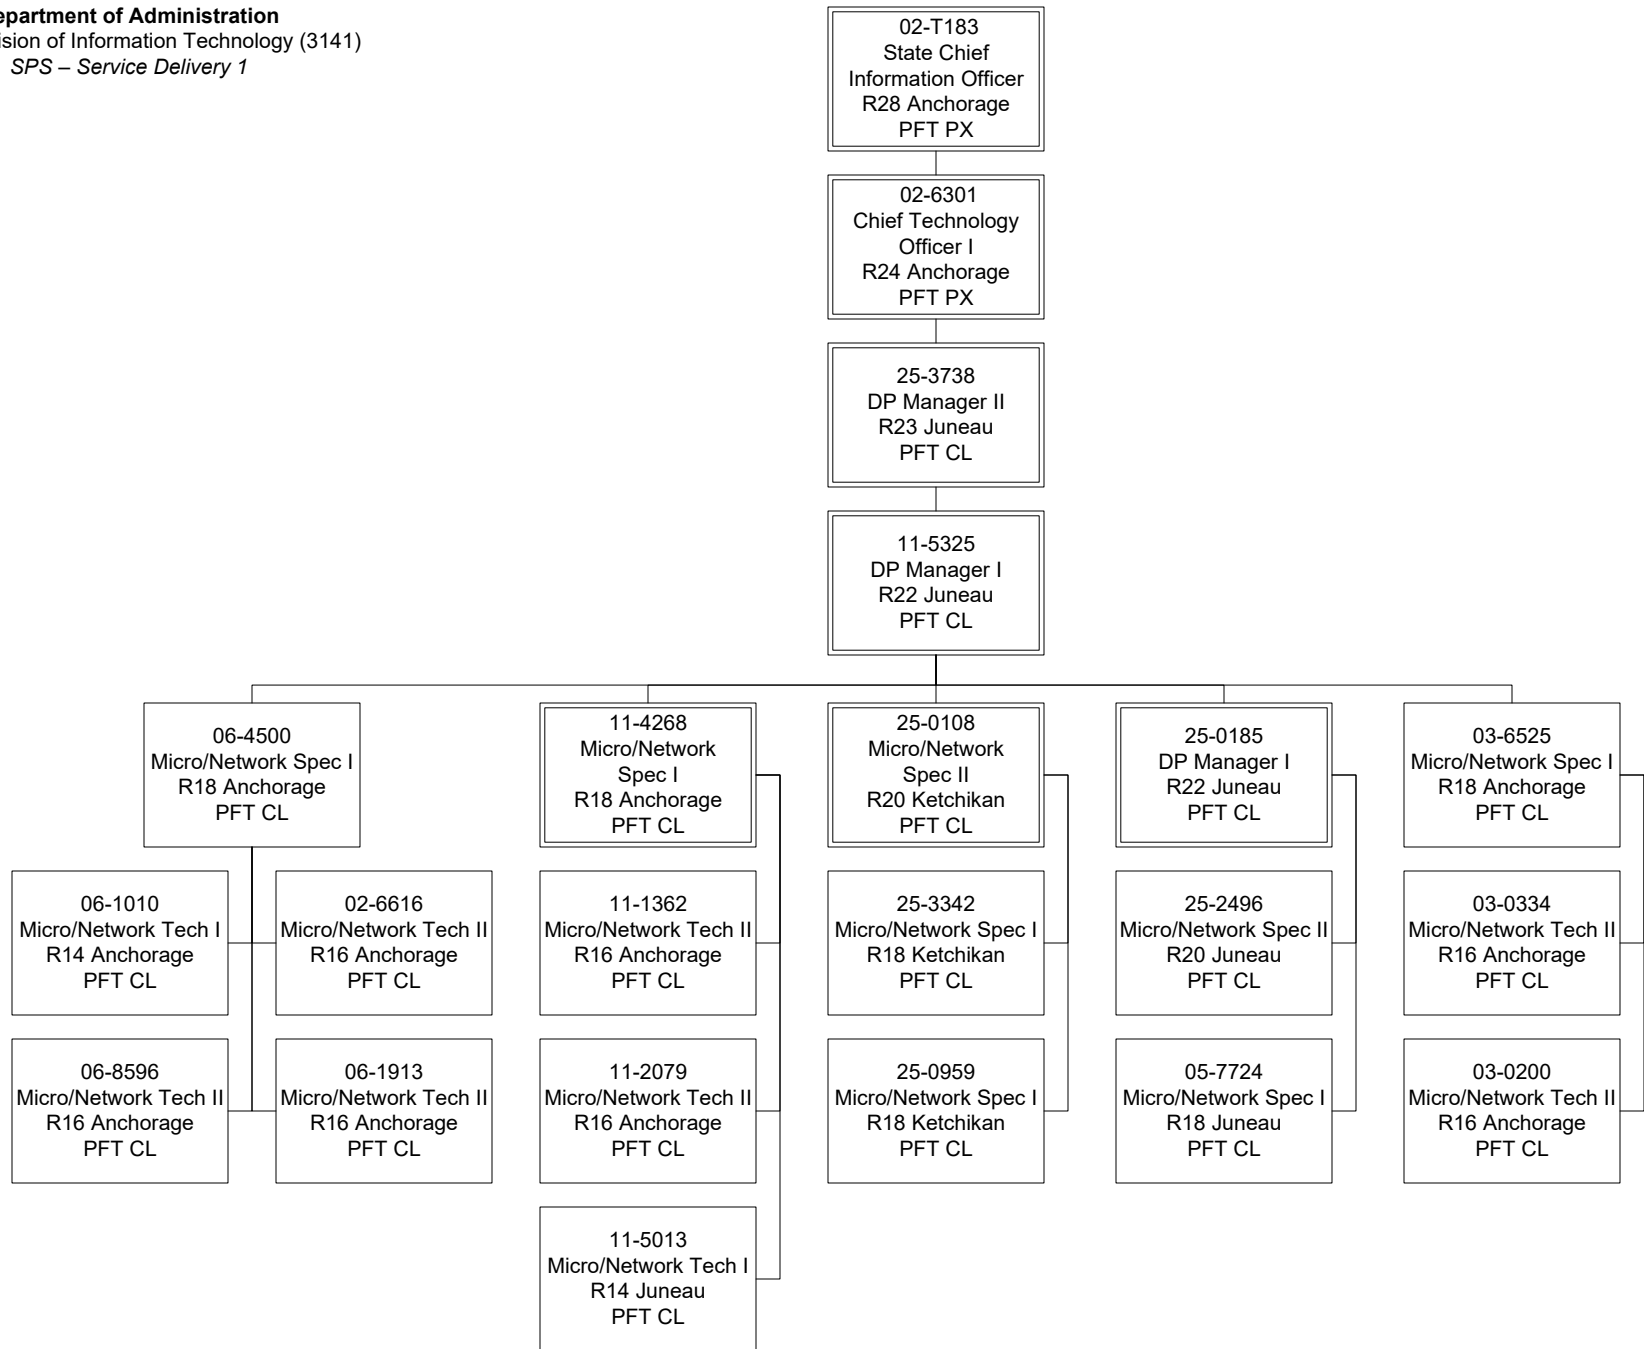 epartment of Administration
ision of Information Technology (3141)
SPS – Service Delivery 1
02-T183
State Chief
Information Officer
R28 Anchorage
PFT PX
02-6301
Chief Technology
Officer I
R24 Anchorage
PFT PX
25-3738
DP Manager II
R23 Juneau
PFT CL
11-5325
DP Manager I
R22 Juneau
PFT CL
06-4500
Micro/Network Spec I
R18 Anchorage
PFT CL
11-4268
Micro/Network
Spec I
R18 Anchorage
PFT CL
25-0108
Micro/Network
Spec II
R20 Ketchikan
PFT CL
25-0185
DP Manager I
R22 Juneau
PFT CL
03-6525
Micro/Network Spec I
R18 Anchorage
PFT CL
06-1010
Micro/Network Tech I
R14 Anchorage
PFT CL
02-6616
Micro/Network Tech II
R16 Anchorage
PFT CL
11-1362
Micro/Network Tech II
R16 Anchorage
PFT CL
25-3342
Micro/Network Spec I
R18 Ketchikan
PFT CL
25-2496
Micro/Network Spec II
R20 Juneau
PFT CL
03-0334
Micro/Network Tech II
R16 Anchorage
PFT CL
06-8596
Micro/Network Tech II
R16 Anchorage
PFT CL
06-1913
Micro/Network Tech II
R16 Anchorage
PFT CL
11-2079
Micro/Network Tech II
R16 Anchorage
PFT CL
25-0959
Micro/Network Spec I
R18 Ketchikan
PFT CL
05-7724
Micro/Network Spec I
R18 Juneau
PFT CL
03-0200
Micro/Network Tech II
R16 Anchorage
PFT CL
11-5013
Micro/Network Tech I
R14 Juneau
PFT CL